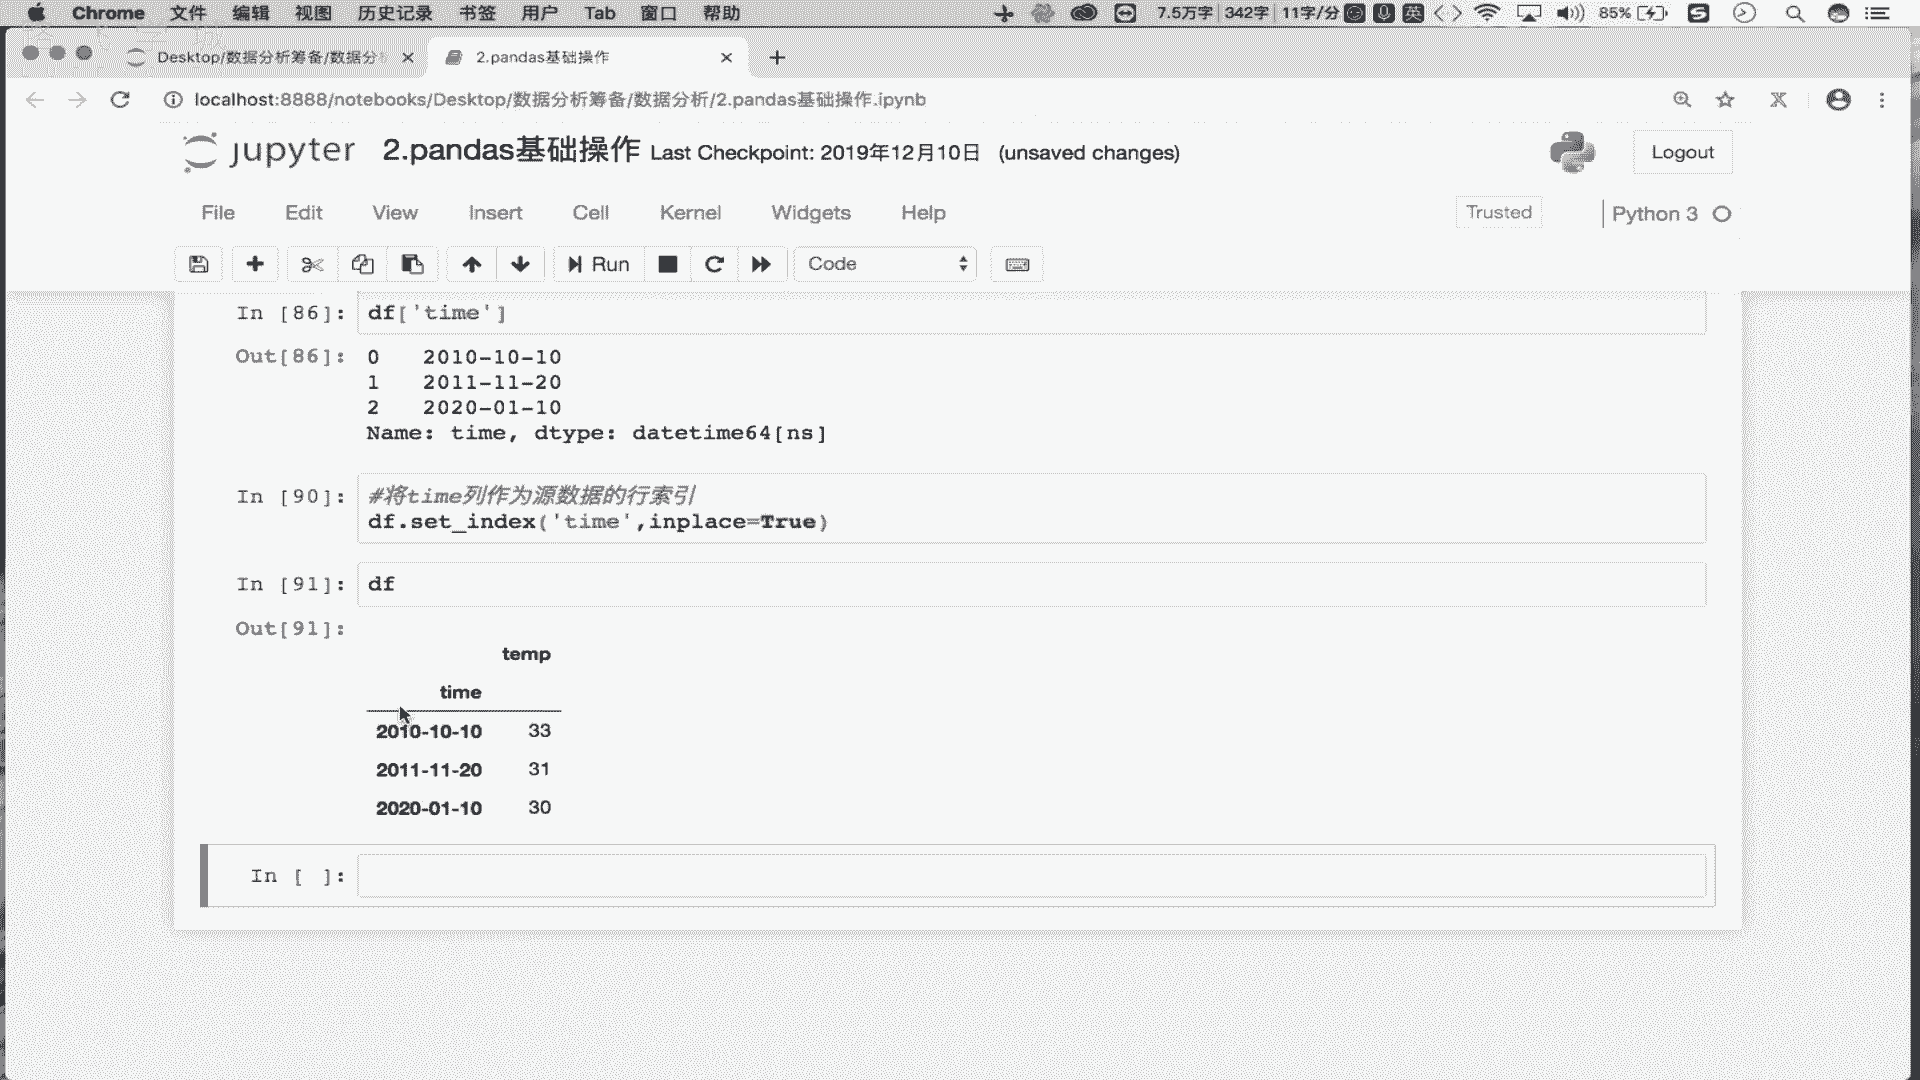 Chrome 文件 编辑 视图 历史记录 书签 用户 Tab 窗口 帮助 7.5万字 342字 11字/分 英 85%
Desktop/数据分析筹备/数据分
2.pandas基础操作
localhost:8888/notebooks/Desktop/数据分析筹备/数据分析/2.pandas基础操作.ipynb
jupyter 2.pandas基础操作 Last Checkpoint: 2019年12月10日 (unsaved changes)
Logout
File Edit View Insert Cell Kernel Widgets Help
Trusted
Python 3
Run
Code
In [86]: df['time']
Out[86]: 0 2010-10-10
1 2011-11-20
2 2020-01-10
Name: time, dtype: datetime64[ns]
In [90]: #将time列作为源数据的行索引
df.set_index('time',inplace=True)
In [91]: df
Out[91]:
temp
time
2010-10-10 33
2011-11-20 31
2020-01-10 30
In [ ]: